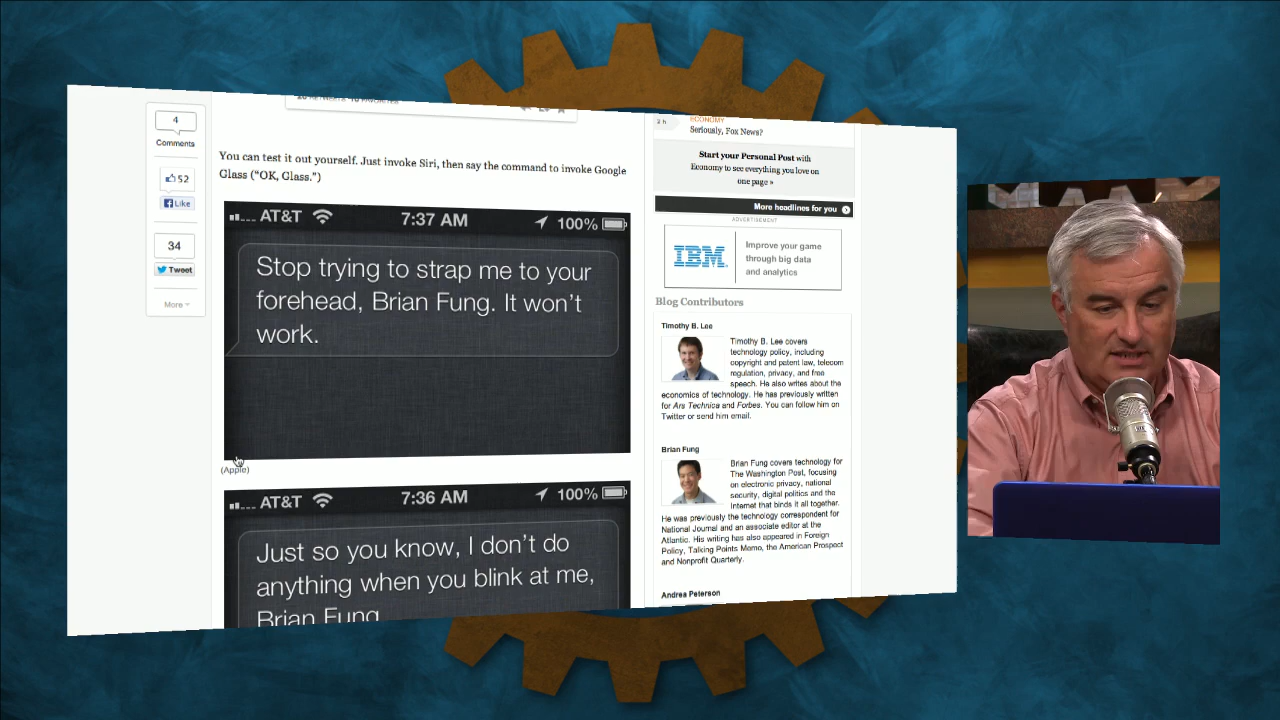 4
Comments
52
Like
34
Tweet
More
You can test it out yourself. Just invoke Siri, then say the command to invoke Google
Glass (“OK, Glass.”)
AT&T 7:37 AM 100%
Stop trying to strap me to your
forehead, Brian Fung. It won’t
work.
(Apple)
AT&T 7:36 AM 100%
Just so you know, I don’t do
anything when you blink at me,
Brian Fung
2 h
ECONOMY
Seriously, Fox News?
Start your Personal Post with
Economy to see everything you love on
one page »
More headlines for you
ADVERTISEMENT
IBM.
Improve your game
through big data
and analytics
Blog Contributors
Timothy B. Lee
Timothy B. Lee covers
technology policy, including
copyright and patent law, telecom
regulation, privacy, and free
speech. He also writes about the
economics of technology. He has previously written
for Ars Technica and Forbes. You can follow him on
Twitter or send him email.
Brian Fung
Brian Fung covers technology for
The Washington Post, focusing
on electronic privacy, national
security, digital politics and the
Internet that binds it all together.
He was previously the technology correspondent for
National Journal and an associate editor at the
Atlantic. His writing has also appeared in Foreign
Policy, Talking Points Memo, the American Prospect
and Nonprofit Quarterly.
Andrea Peterson